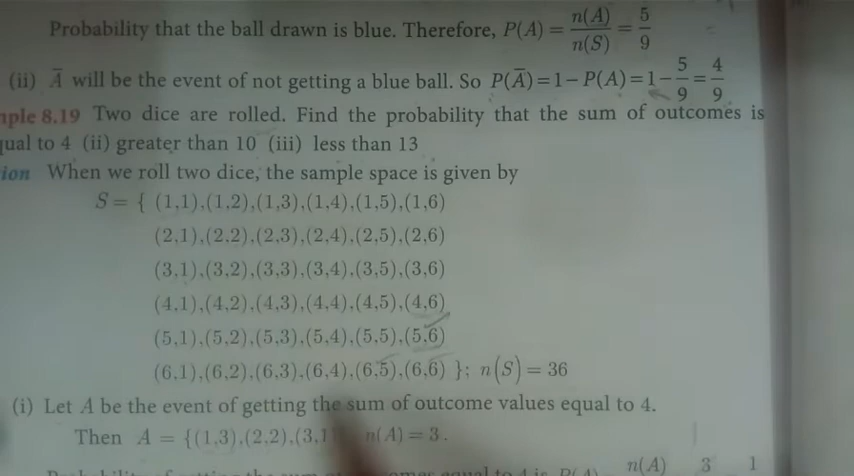 Probability that the ball drawn is blue. Therefore, P(A) = n(A)/n(S) = 5/9
(ii) Ā will be the event of not getting a blue ball. So P(Ā) = 1 − P(A) = 1 − 5/9 = 4/9
mple 8.19 Two dice are rolled. Find the probability that the sum of outcomes is
qual to 4 (ii) greater than 10 (iii) less than 13
ion When we roll two dice, the sample space is given by
S = { (1,1),(1,2),(1,3),(1,4),(1,5),(1,6)
(2,1),(2,2),(2,3),(2,4),(2,5),(2,6)
(3,1),(3,2),(3,3),(3,4),(3,5),(3,6)
(4,1),(4,2),(4,3),(4,4),(4,5),(4,6)
(5,1),(5,2),(5,3),(5,4),(5,5),(5,6)
(6,1),(6,2),(6,3),(6,4),(6,5),(6,6) }; n(S) = 36
(i) Let A be the event of getting the sum of outcome values equal to 4.
Then A = {(1,3),(2,2),(3,1 n(A) = 3.
equal to 4 is P(A) n(A) 3 1